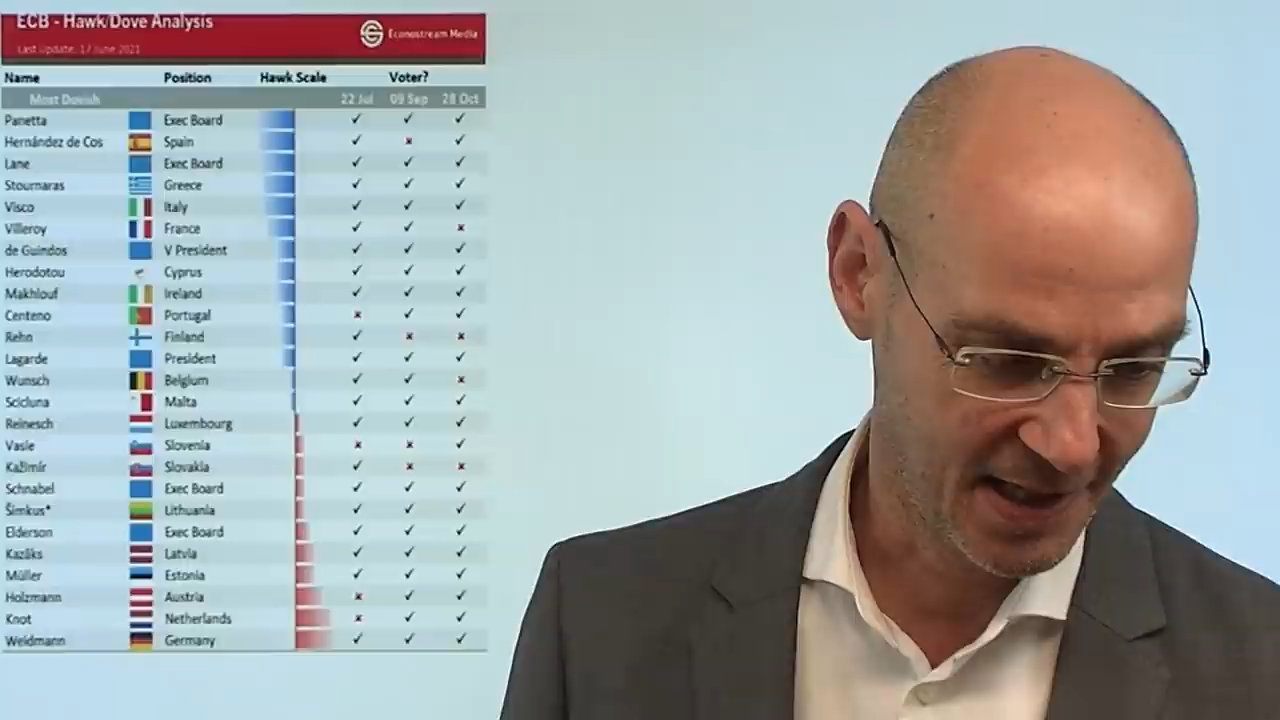 ECB - Hawk/Dove Analysis
Last Update: 17 June 2021
Econostream Media
Name Position Hawk Scale Voter?
Most Dovish 22 Jul 09 Sep 28 Oct
Panetta Exec Board ✓ ✓ ✓
Hernández de Cos Spain ✓ × ✓
Lane Exec Board ✓ ✓ ✓
Stournaras Greece ✓ ✓ ✓
Visco Italy ✓ ✓ ✓
Villeroy France ✓ ✓ ×
de Guindos V President ✓ ✓ ✓
Herodotou Cyprus ✓ ✓ ✓
Makhlouf Ireland ✓ ✓ ✓
Centeno Portugal × ✓ ✓
Rehn Finland ✓ × ×
Lagarde President ✓ ✓ ✓
Wunsch Belgium ✓ ✓ ×
Scicluna Malta ✓ ✓ ✓
Reinesch Luxembourg ✓ ✓ ✓
Vasle Slovenia × × ✓
Kažimír Slovakia ✓ × ×
Schnabel Exec Board ✓ ✓ ✓
Šimkus* Lithuania ✓ ✓ ✓
Elderson Exec Board ✓ ✓ ✓
Kazāks Latvia ✓ ✓ ✓
Müller Estonia ✓ ✓ ✓
Holzmann Austria × ✓ ✓
Knot Netherlands × ✓ ✓
Weidmann Germany ✓ ✓ ✓